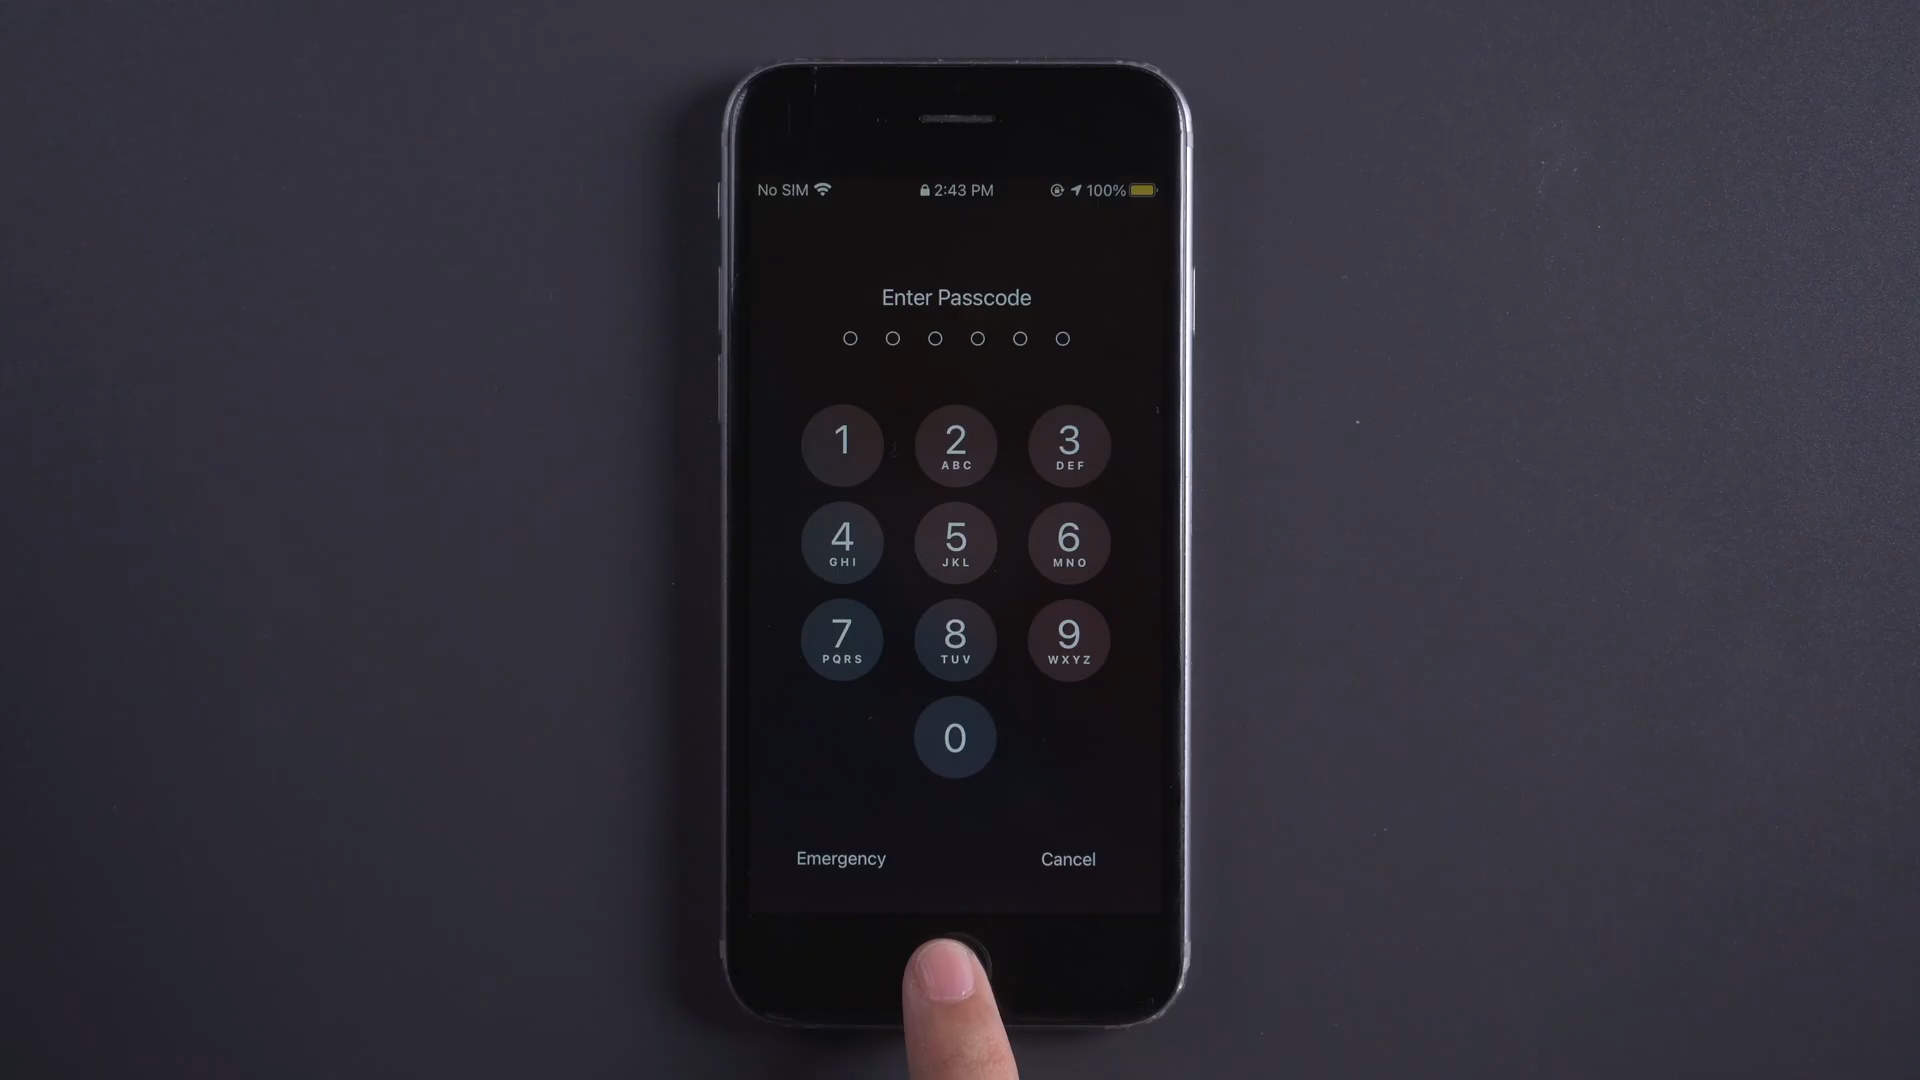 No SIM 2:43 PM 100%
Enter Passcode
1 2 3
ABC DEF
4 5 6
GHI JKL MNO
7 8 9
PQRS TUV WXYZ
0
Emergency Cancel